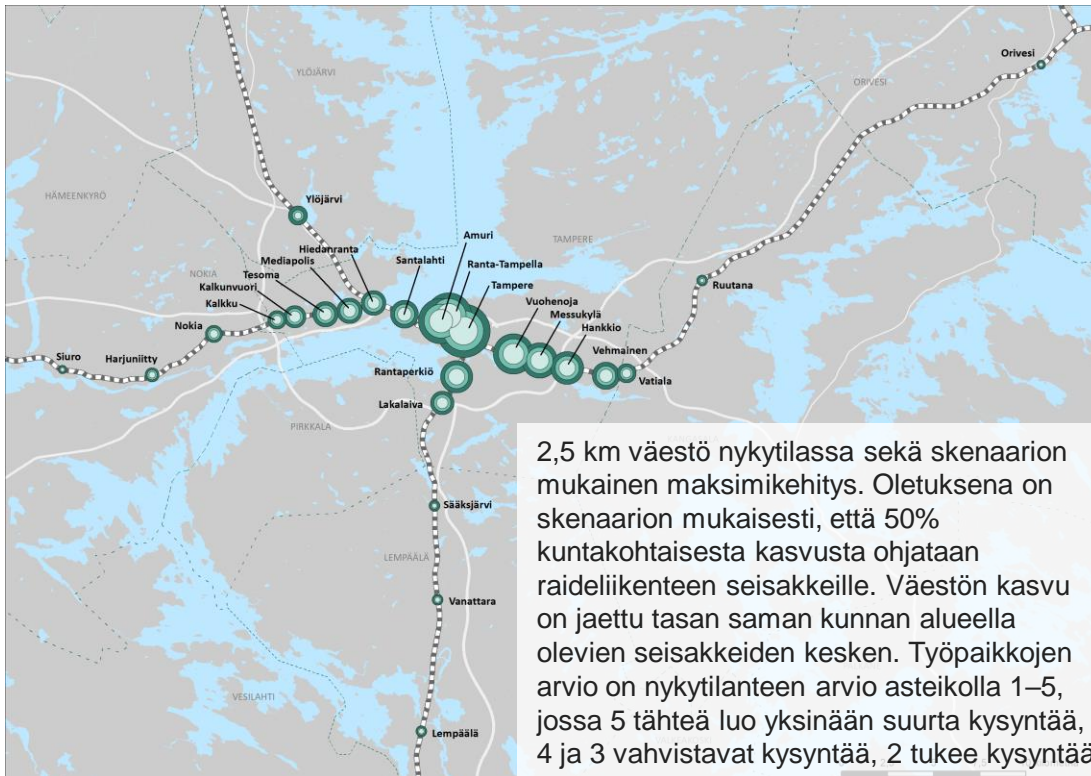 Orivesi
YLÖJÄRVI
ORIVESI
HÄMEENKYRÖ
Ylöjärvi
Amuri
Hiedanranta
Ranta-Tampella
TAMPERE
Mediapolis
Santalahti
NOKIA
Tesoma
Tampere
Kalkunvuori
Ruutana
Kalkku
Vuohenoja
Messukylä
Nokia
Hankkio
Vehmainen
Siuro
Harjuniitty
Rantaperkiö
Vatiala
Lakalaiva
PIRKKALA
2,5 km väestö nykytilassa sekä skenaarion
mukainen maksimikehitys. Oletuksena on
skenaarion mukaisesti, että 50%
kuntakohtaisesta kasvusta ohjataan
raideliikenteen seisakkeille. Väestön kasvu
on jaettu tasan saman kunnan alueella
olevien seisakkeiden kesken. Työpaikkojen
arvio on nykytilanteen arvio asteikolla 1–5,
jossa 5 tähteä luo yksinään suurta kysyntää,
4 ja 3 vahvistavat kysyntää, 2 tukee kysyntää
Sääksjärvi
LEMPÄÄLÄ
Vanattara
VESILAHTI
Lempäälä